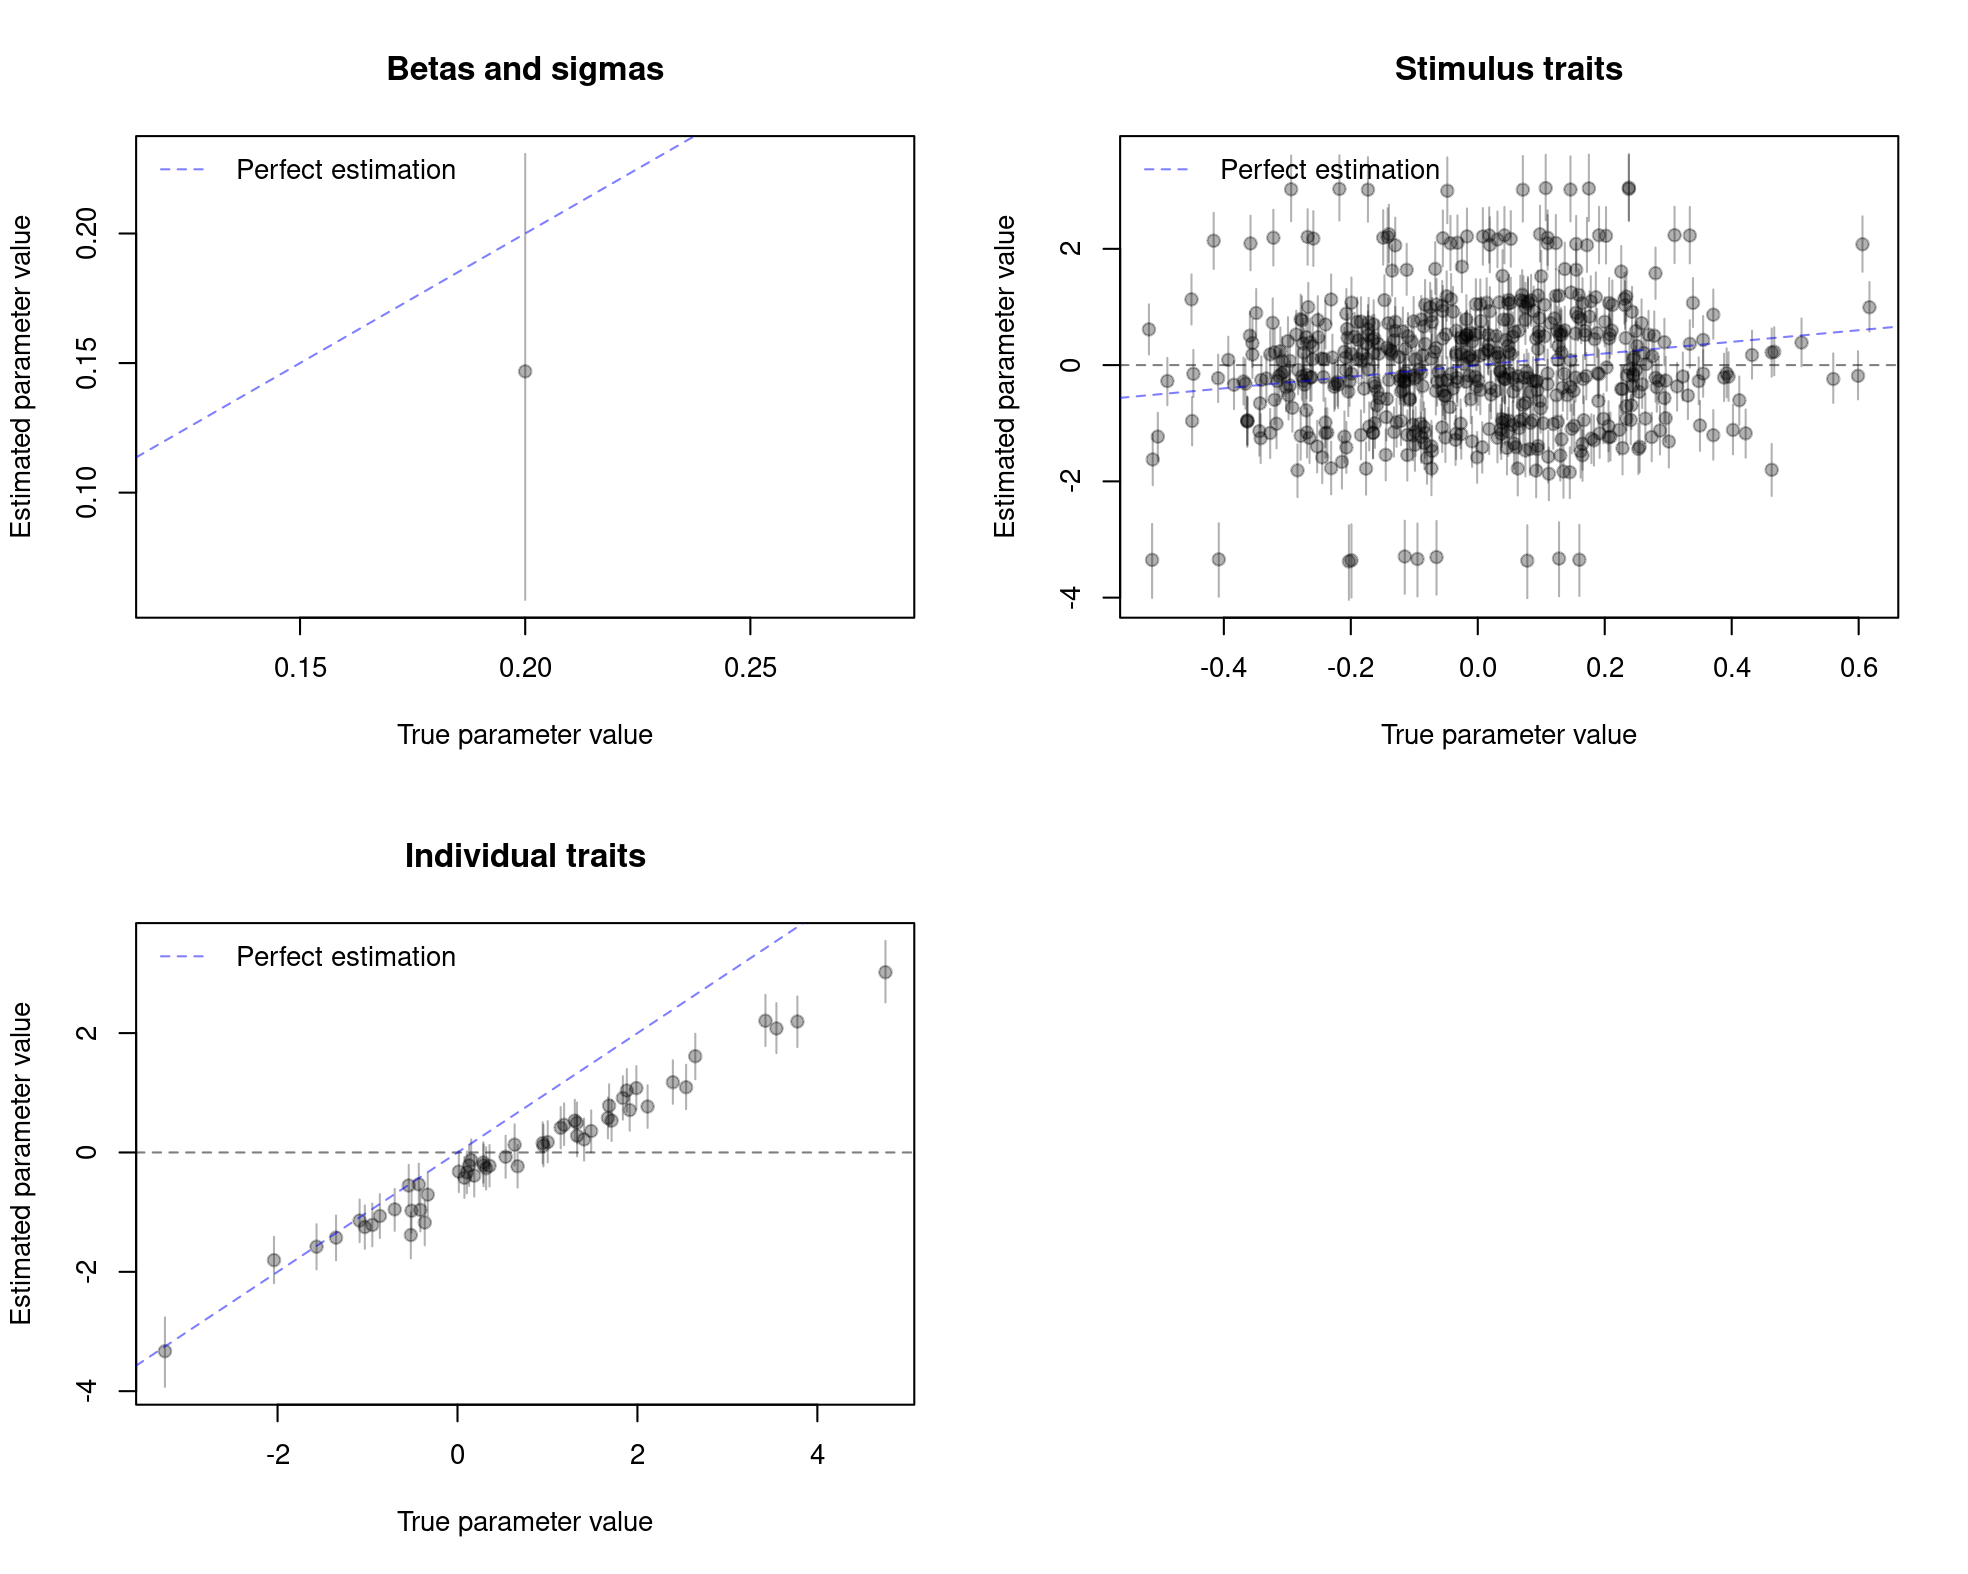 Betas and sigmas
Perfect estimation
Estimated parameter value
0.20
0.15
0.10
0.15 0.20 0.25
True parameter value
Stimulus traits
Perfect estimation
Estimated parameter value
2
0
-2
-4
-0.4 -0.2 0.0 0.2 0.4 0.6
True parameter value
Individual traits
Perfect estimation
Estimated parameter value
2
0
-2
-4
-2 0 2 4
True parameter value